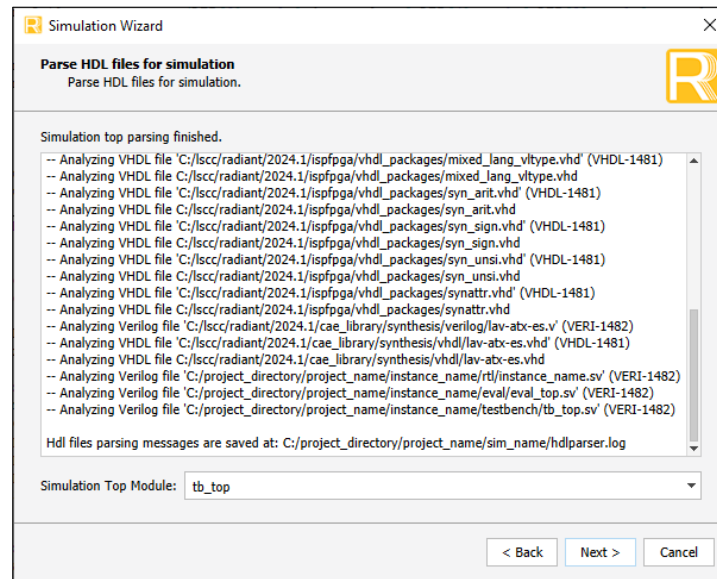 Simulation Wizard
Parse HDL files for simulation
Parse HDL files for simulation.
Simulation top parsing finished.
-- Analyzing VHDL file 'C:/lscc/radiant/2024.1/ispfpga/vhdl_packages/mixed_lang_vltype.vhd' (VHDL-1481)
-- Analyzing VHDL file C:/lscc/radiant/2024.1/ispfpga/vhdl_packages/mixed_lang_vltype.vhd
-- Analyzing VHDL file 'C:/lscc/radiant/2024.1/ispfpga/vhdl_packages/syn_arit.vhd' (VHDL-1481)
-- Analyzing VHDL file C:/lscc/radiant/2024.1/ispfpga/vhdl_packages/syn_arit.vhd
-- Analyzing VHDL file 'C:/lscc/radiant/2024.1/ispfpga/vhdl_packages/syn_sign.vhd' (VHDL-1481)
-- Analyzing VHDL file C:/lscc/radiant/2024.1/ispfpga/vhdl_packages/syn_sign.vhd
-- Analyzing VHDL file 'C:/lscc/radiant/2024.1/ispfpga/vhdl_packages/syn_unsi.vhd' (VHDL-1481)
-- Analyzing VHDL file C:/lscc/radiant/2024.1/ispfpga/vhdl_packages/syn_unsi.vhd
-- Analyzing VHDL file 'C:/lscc/radiant/2024.1/ispfpga/vhdl_packages/synattr.vhd' (VHDL-1481)
-- Analyzing VHDL file C:/lscc/radiant/2024.1/ispfpga/vhdl_packages/synattr.vhd
-- Analyzing Verilog file 'C:/lscc/radiant/2024.1/cae_library/synthesis/verilog/lav-atx-es.v' (VERI-1482)
-- Analyzing VHDL file 'C:/lscc/radiant/2024.1/cae_library/synthesis/vhdl/lav-atx-es.vhd' (VHDL-1481)
-- Analyzing VHDL file C:/lscc/radiant/2024.1/cae_library/synthesis/vhdl/lav-atx-es.vhd
-- Analyzing Verilog file 'C:/project_directory/project_name/instance_name/rtl/instance_name.sv' (VERI-1482)
-- Analyzing Verilog file 'C:/project_directory/project_name/instance_name/eval/eval_top.sv' (VERI-1482)
-- Analyzing Verilog file 'C:/project_directory/project_name/instance_name/testbench/tb_top.sv' (VERI-1482)
Hdl files parsing messages are saved at: C:/project_directory/project_name/sim_name/hdlparser.log
Simulation Top Module: tb_top
< Back Next > Cancel